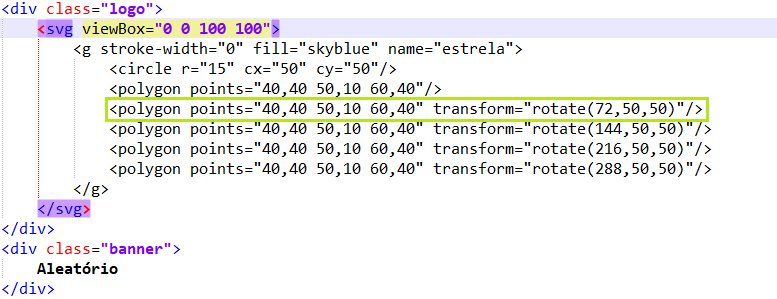 <div class="logo">
<svg viewBox="0 0 100 100">
<g stroke-width="0" fill="skyblue" name="estrela">
<circle r="15" cx="50" cy="50"/>
<polygon points="40,40 50,10 60,40"/>
<polygon points="40,40 50,10 60,40" transform="rotate(72,50,50)"/>
<polygon points="40,40 50,10 60,40" transform="rotate(144,50,50)"/>
<polygon points="40,40 50,10 60,40" transform="rotate(216,50,50)"/>
<polygon points="40,40 50,10 60,40" transform="rotate(288,50,50)"/>
</g>
</svg>
</div>
<div class="banner">
Aleatório
</div>